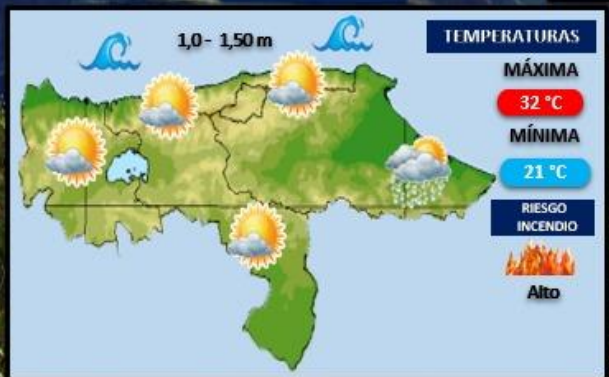 1,0 - 1,50 m
TEMPERATURAS
MÁXIMA
32 °C
MÍNIMA
21 °C
RIESGO
INCENDIO
Alto